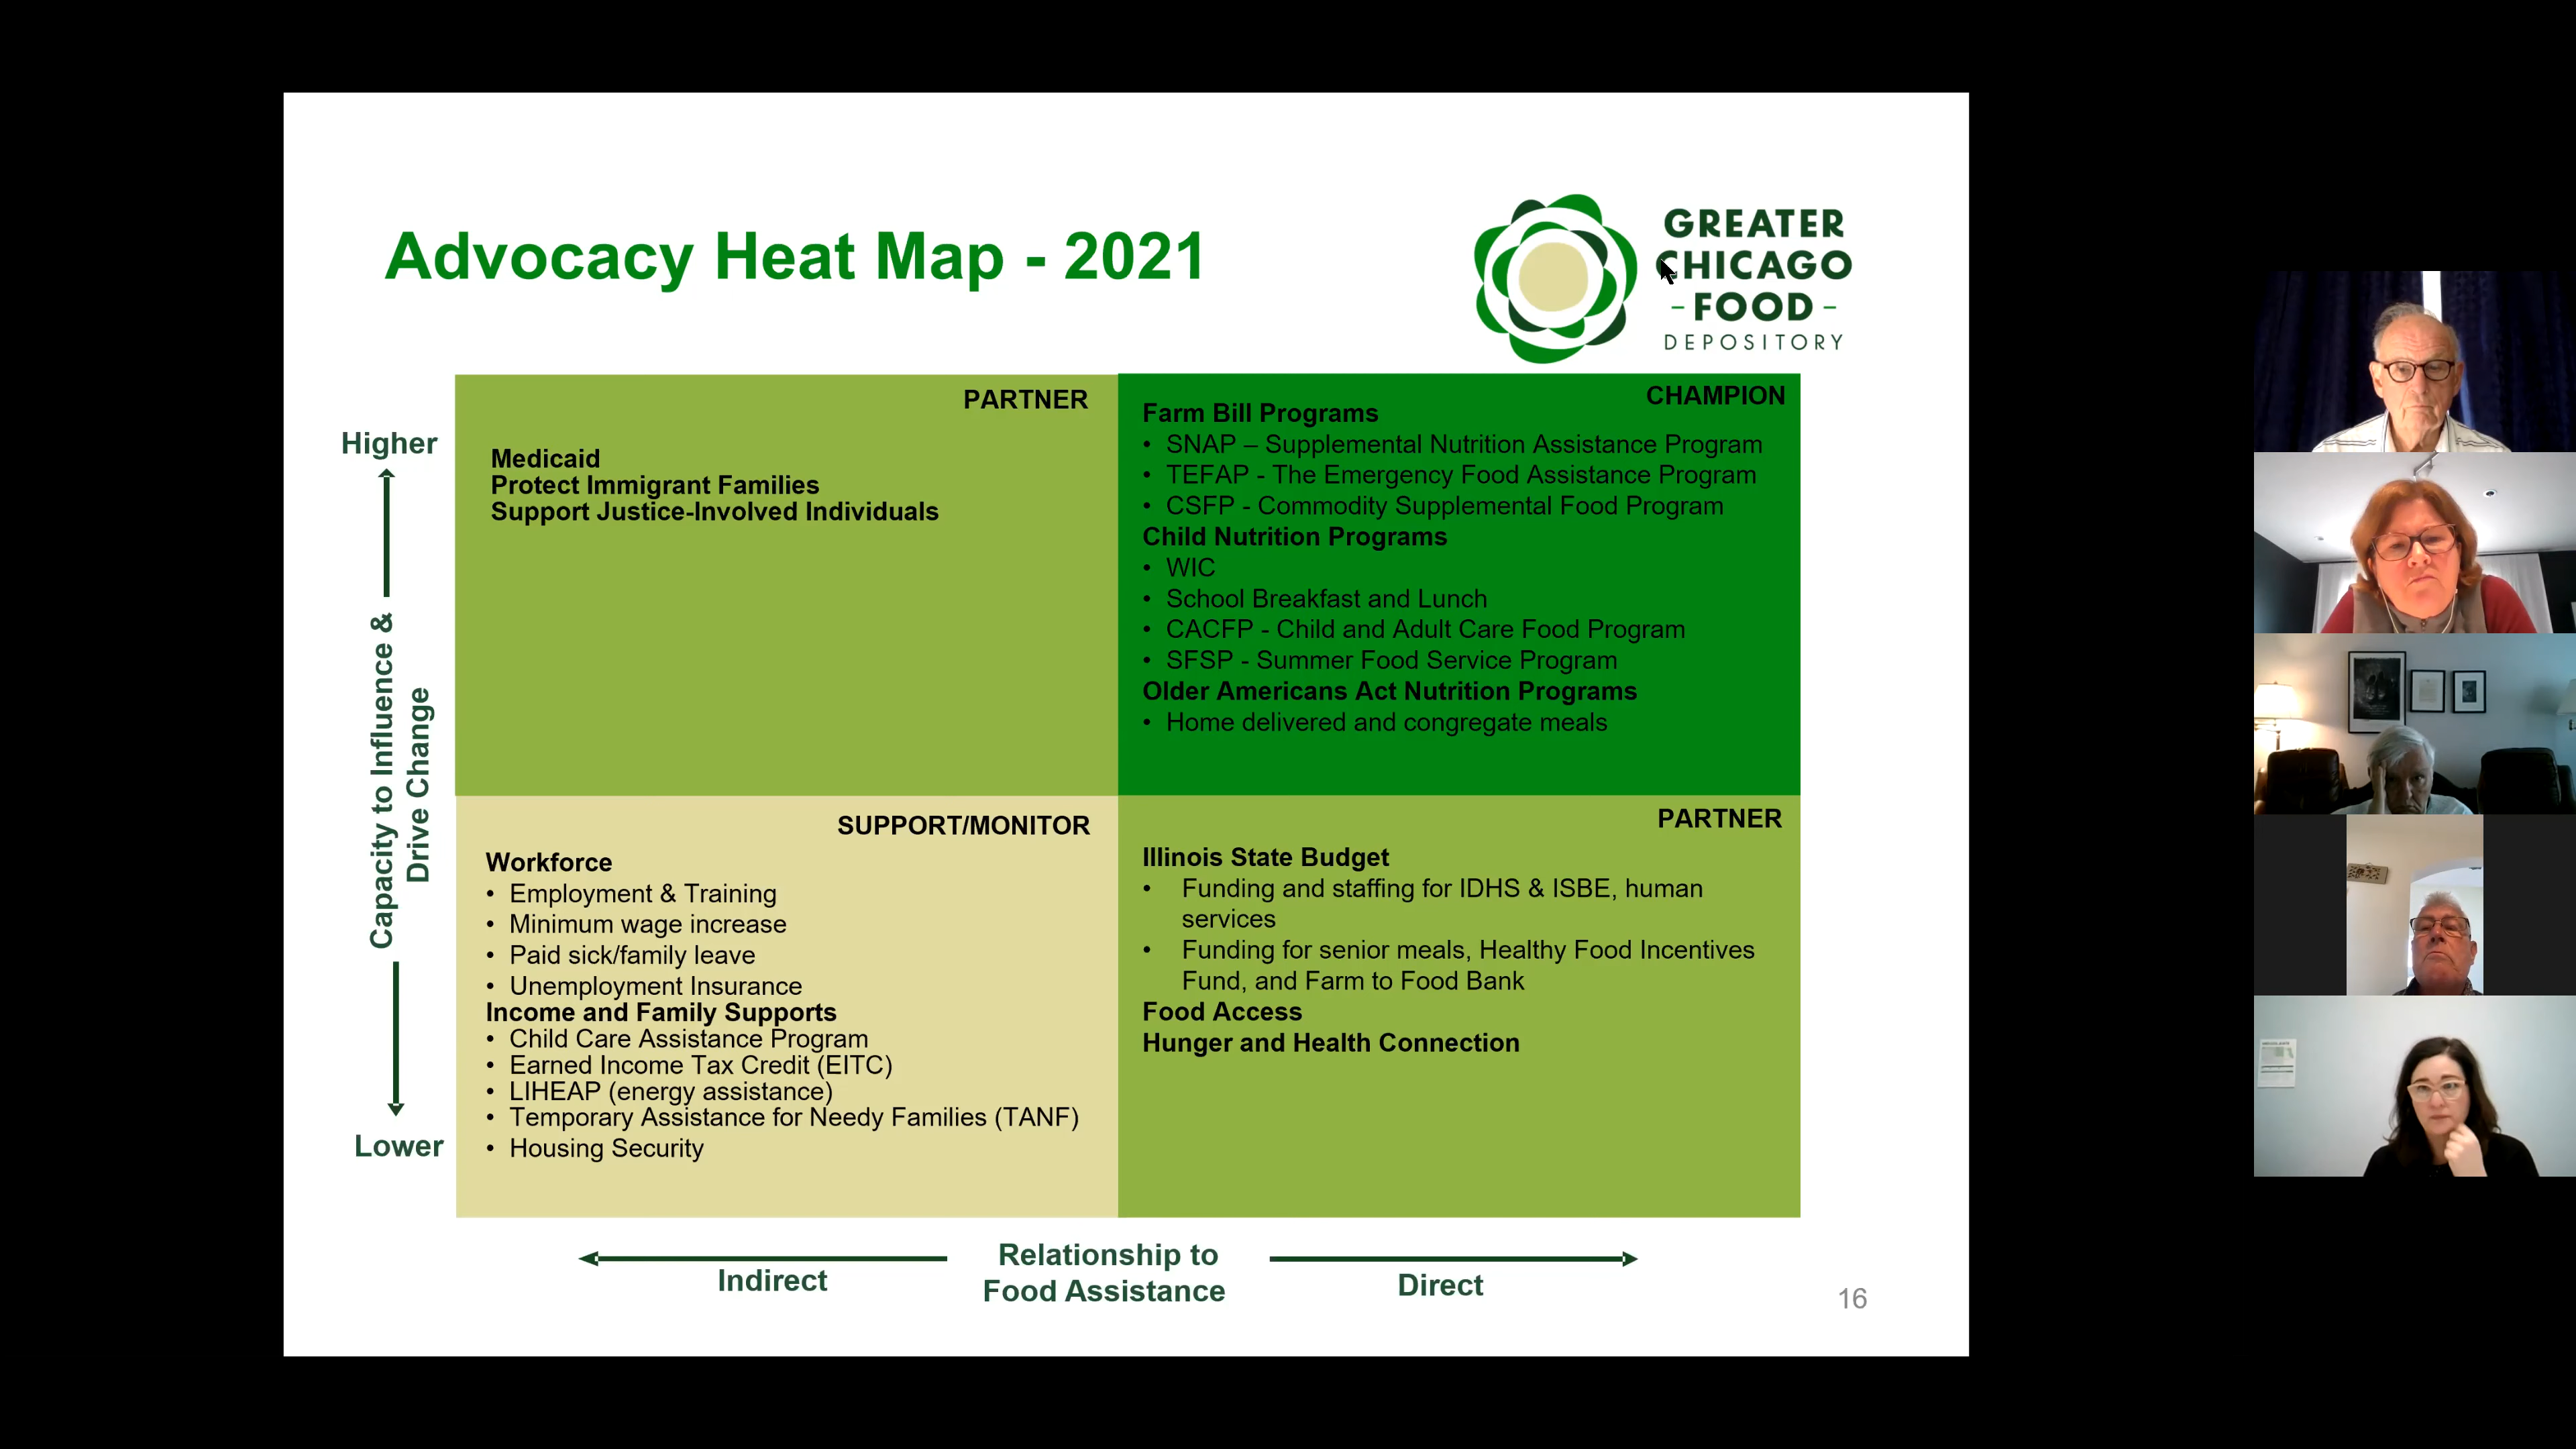 Advocacy Heat Map - 2021
GREATER
CHICAGO
- FOOD -
DEPOSITORY
Higher
Capacity to Influence &
Drive Change
Lower
PARTNER
Medicaid
Protect Immigrant Families
Support Justice-Involved Individuals
CHAMPION
Farm Bill Programs
• SNAP – Supplemental Nutrition Assistance Program
• TEFAP - The Emergency Food Assistance Program
• CSFP - Commodity Supplemental Food Program
Child Nutrition Programs
• WIC
• School Breakfast and Lunch
• CACFP - Child and Adult Care Food Program
• SFSP - Summer Food Service Program
Older Americans Act Nutrition Programs
• Home delivered and congregate meals
SUPPORT/MONITOR
Workforce
• Employment & Training
• Minimum wage increase
• Paid sick/family leave
• Unemployment Insurance
Income and Family Supports
• Child Care Assistance Program
• Earned Income Tax Credit (EITC)
• LIHEAP (energy assistance)
• Temporary Assistance for Needy Families (TANF)
• Housing Security
PARTNER
Illinois State Budget
• Funding and staffing for IDHS & ISBE, human
services
• Funding for senior meals, Healthy Food Incentives
Fund, and Farm to Food Bank
Food Access
Hunger and Health Connection
Indirect
Relationship to
Food Assistance
Direct
16